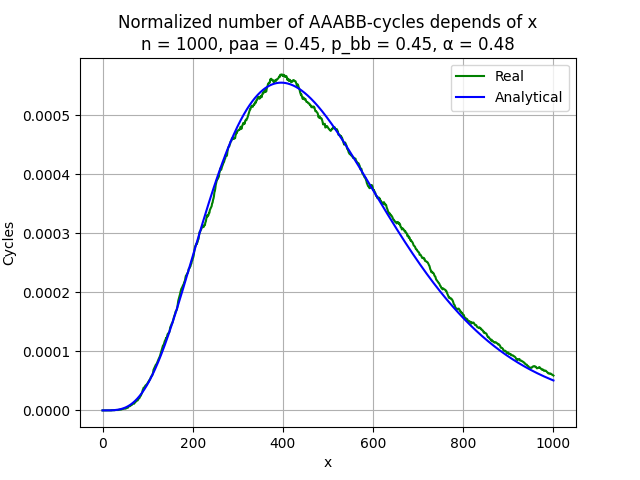 Normalized number of AAABB-cycles depends of x
n = 1000, paa = 0.45, p_bb = 0.45, α = 0.48
Real
Analytical
Cycles
0.0005
0.0004
0.0003
0.0002
0.0001
0.0000
0 200 400 600 800 1000
x